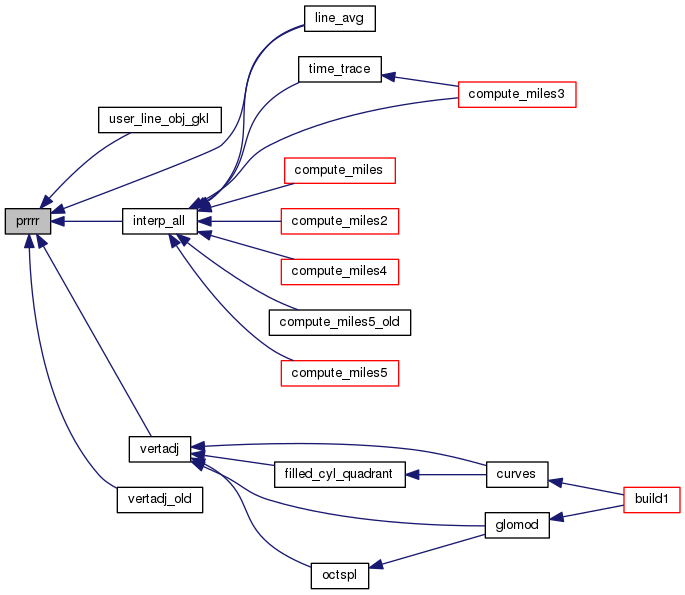 line_avg
time_trace
compute_miles3
user_line_obj_gkl
compute_miles
prrrr
interp_all
compute_miles2
compute_miles4
compute_miles5_old
compute_miles5
vertadj
filled_cyl_quadrant
curves
vertadj_old
build1
glomod
octspl